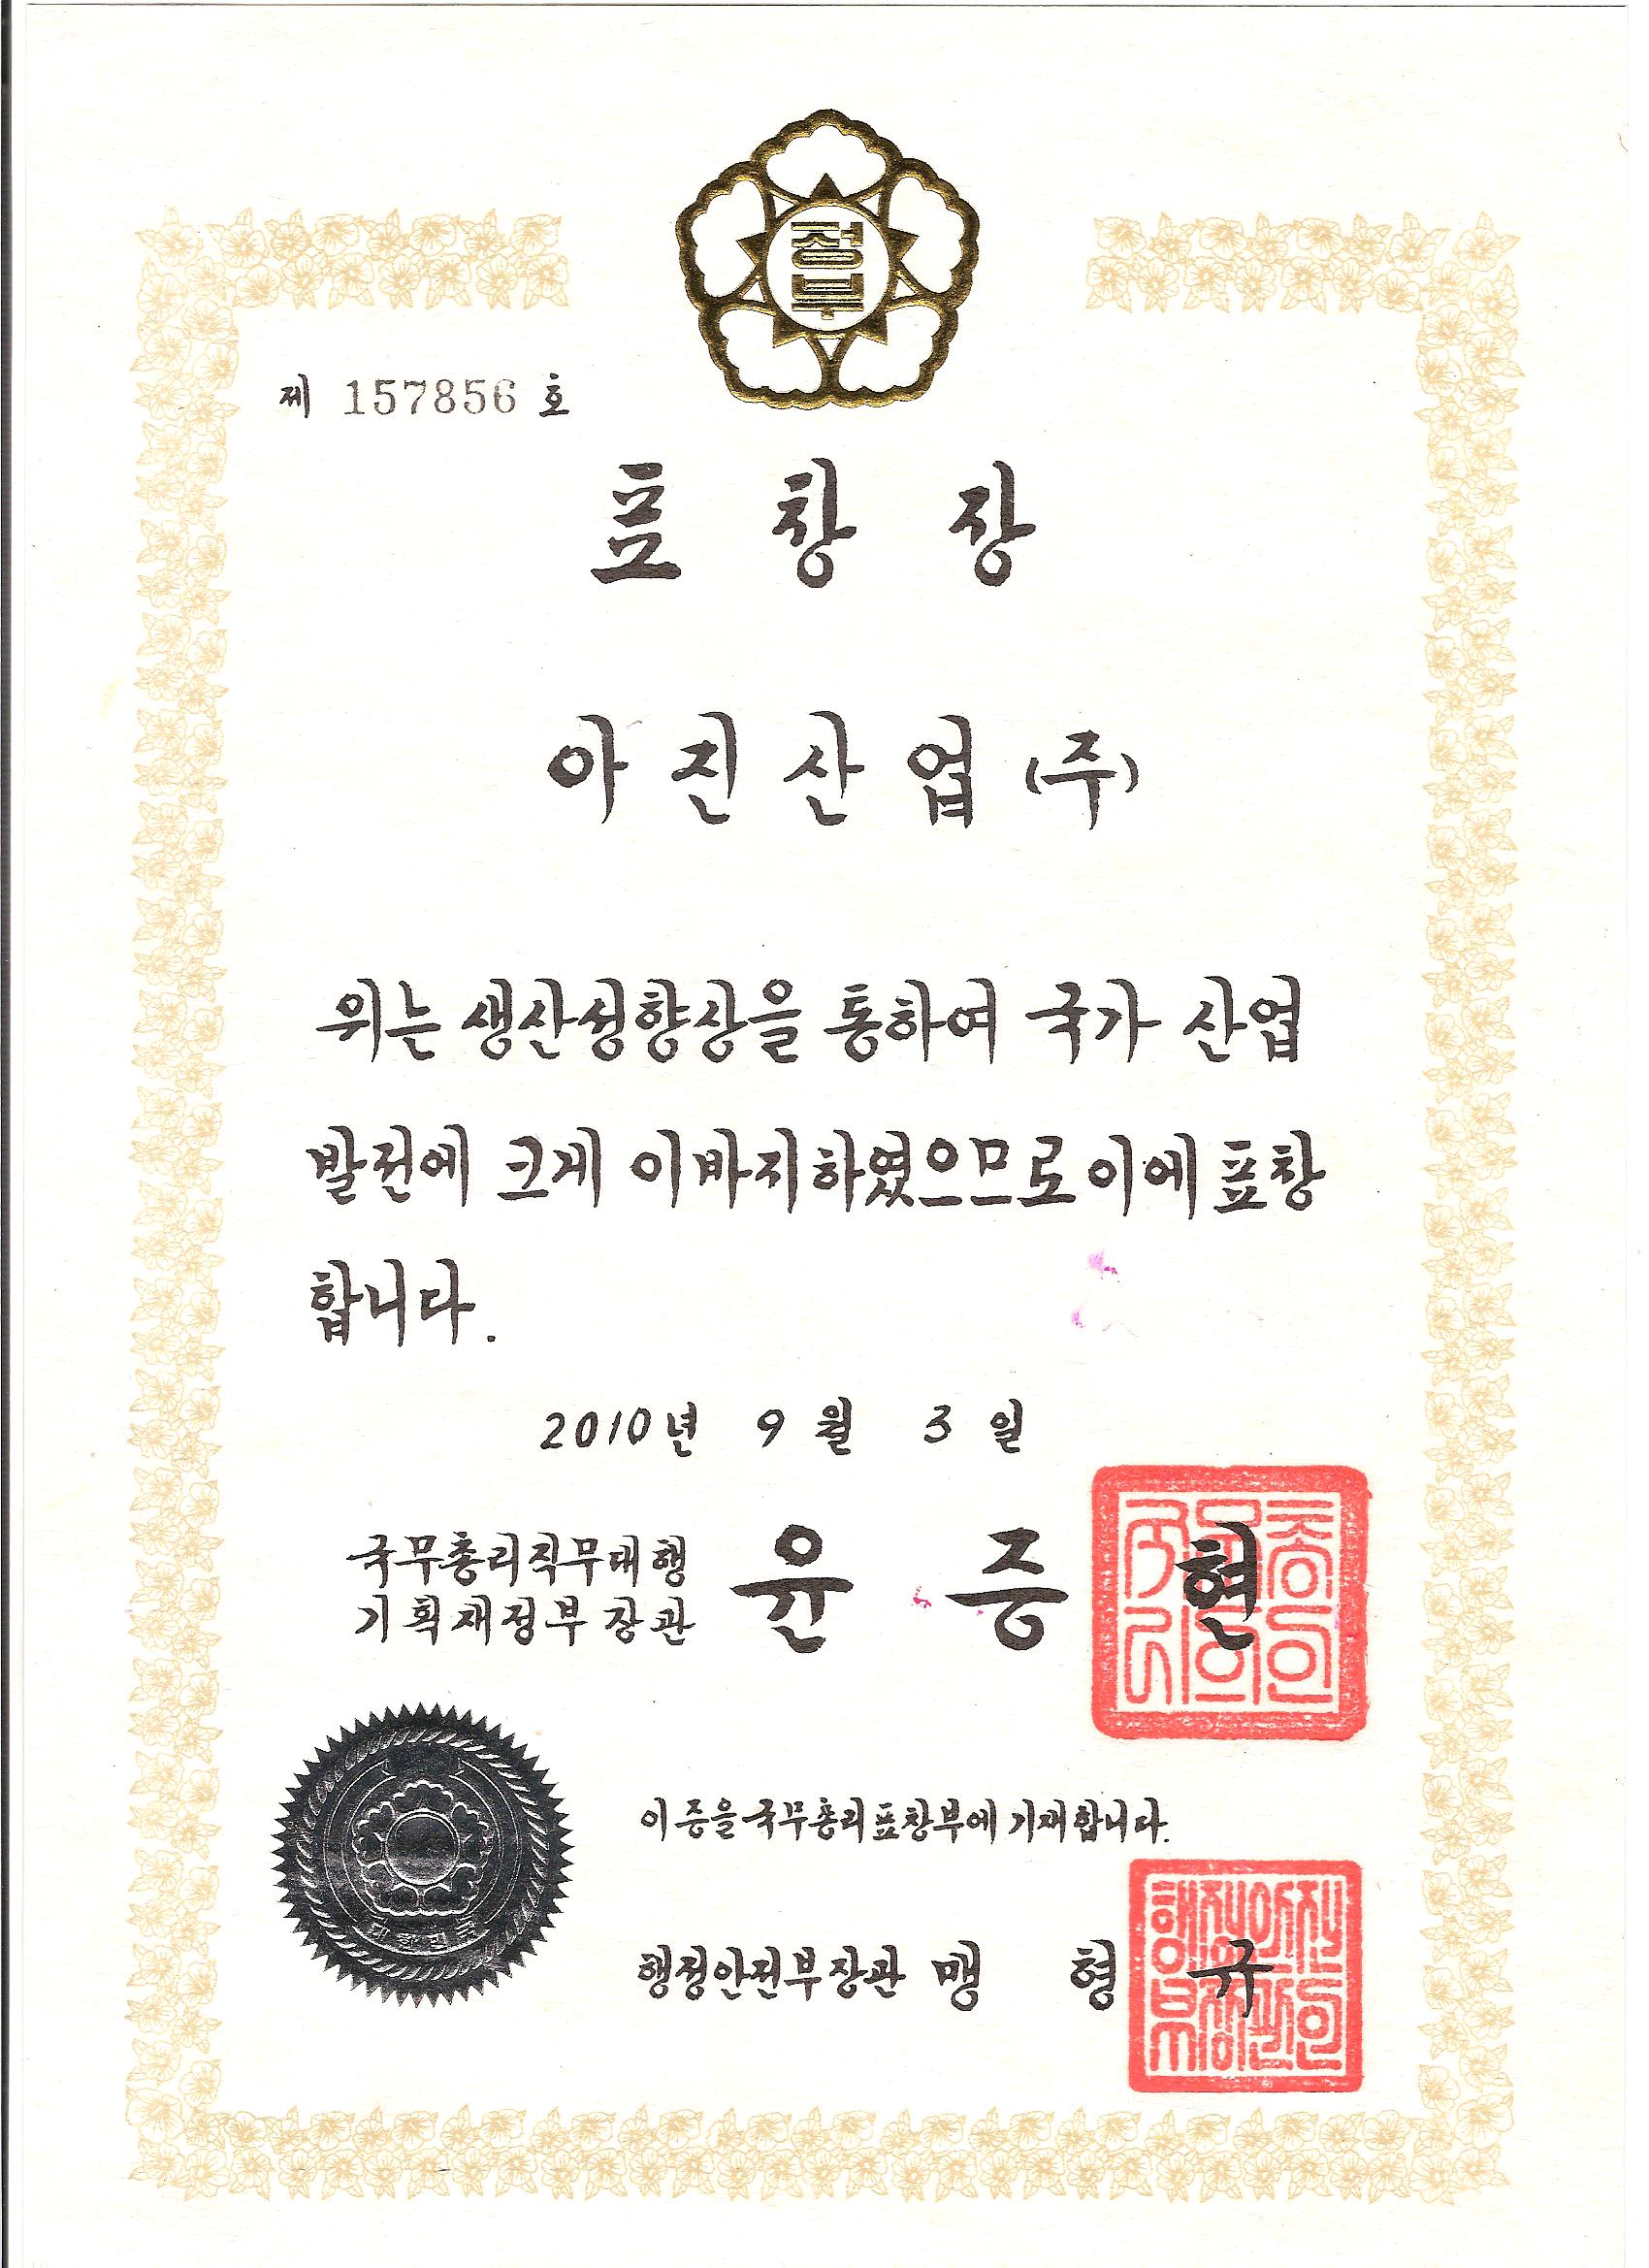 정부
제 157856 호
표 창 장
아 진 산 업 (주)
위는 생산성향상을 통하여 국가 산업
발전에 크게 이바지하였으므로 이에 표창
합니다.
2010년 9월 3일
국무총리직무대행
기획재정부장관 윤 증 현
이 증을 국무총리표창부에 기재합니다.
대한민국
행정안전부장관 맹 형 규